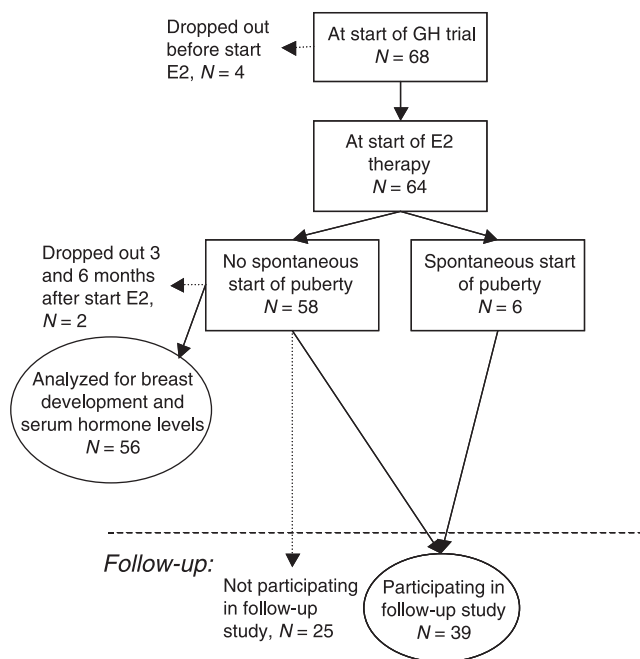 Dropped out
before start
E2, N = 4
At start of GH trial
N = 68
At start of E2
therapy
N = 64
Dropped out 3
and 6 months
after start E2,
N = 2
No spontaneous
start of puberty
N = 58
Spontaneous start
of puberty
N = 6
Analyzed for breast
development and
serum hormone levels
N = 56
Follow-up:
Not participating
in follow-up
study, N = 25
Participating in
follow-up study
N = 39